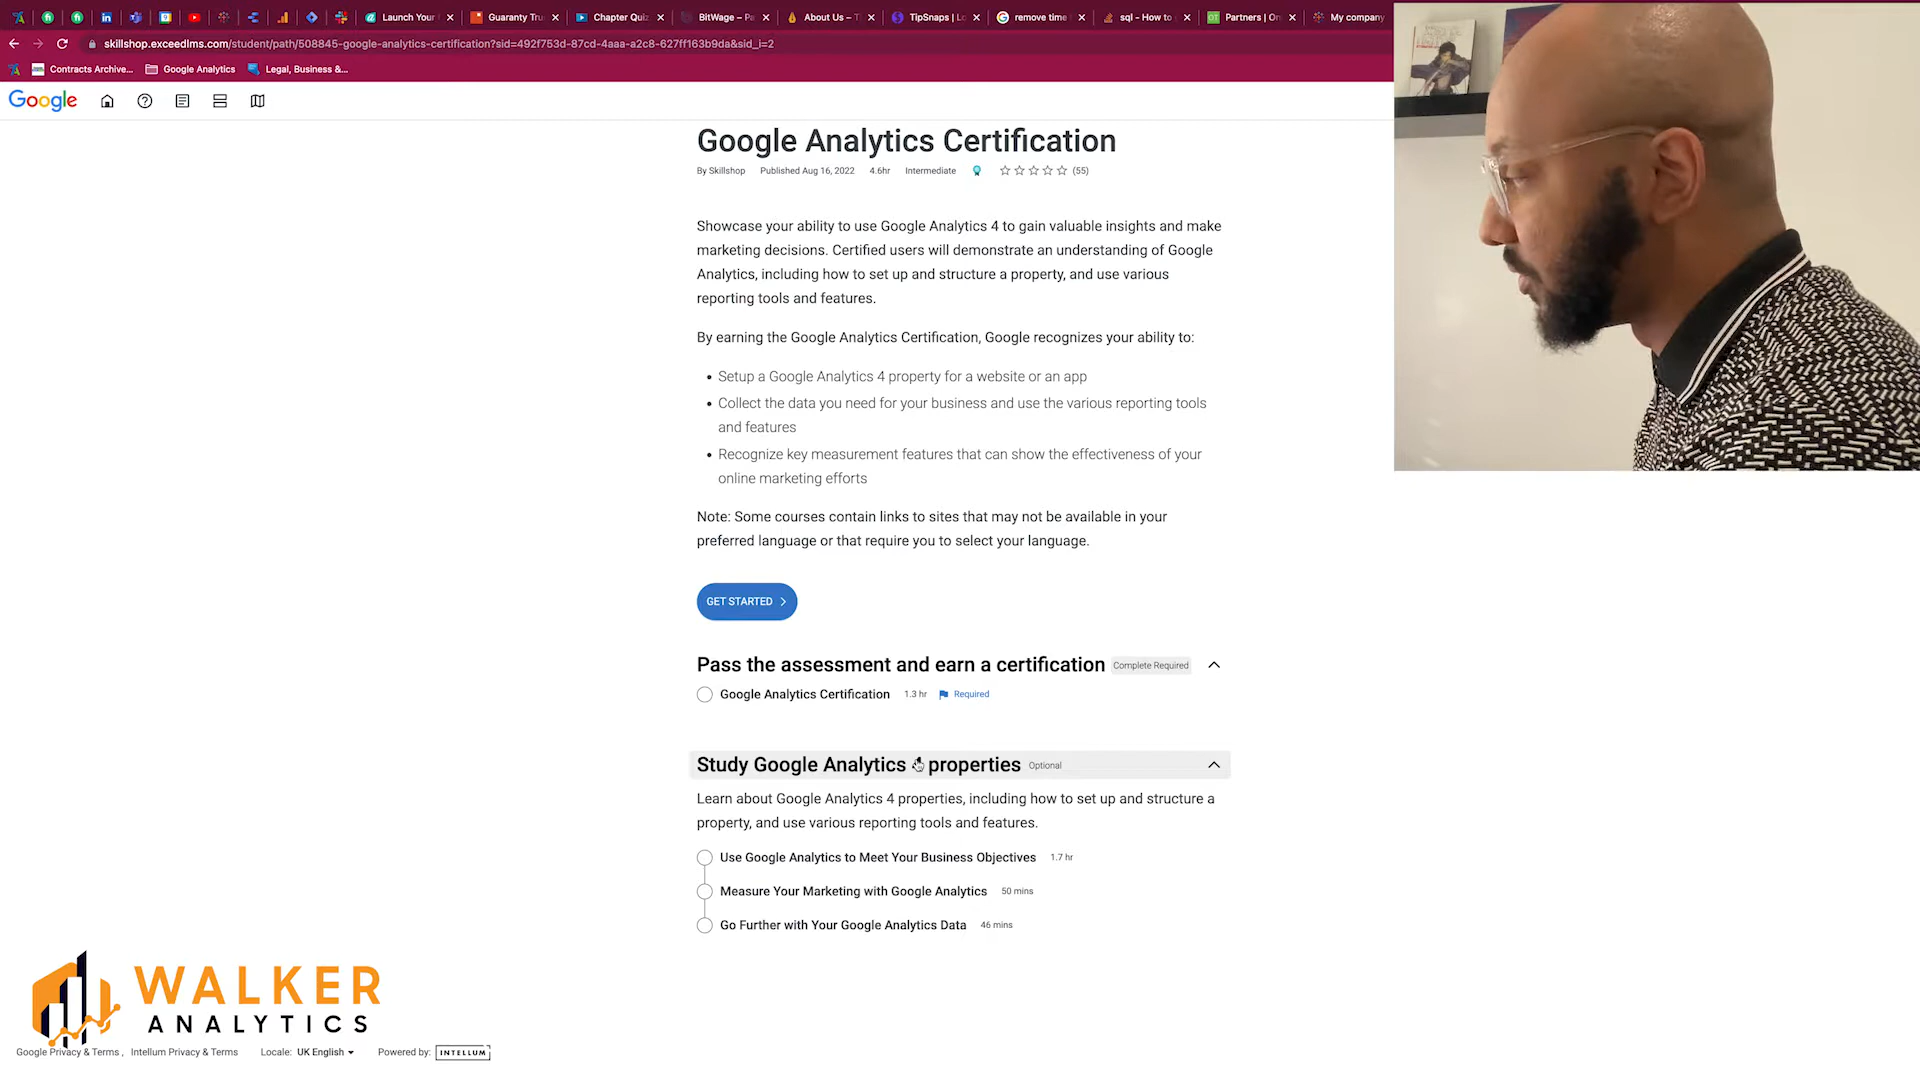 Launch Your
Guaranty Tru
Chapter Quiz
BitWage – Pa
About Us – T
TipSnaps | Lo
remove time
sql - How to
Partners | On
My company
skillshop.exceedlms.com/student/path/508845-google-analytics-certification?sid=492f753d-87cd-4aaa-a2c8-627ff163b9da&sid_i=2
Contracts Archive...
Google Analytics
Legal, Business &...
Google
Google Analytics Certification
By Skillshop Published Aug 16, 2022 4.6hr Intermediate (55)
Showcase your ability to use Google Analytics 4 to gain valuable insights and make
marketing decisions. Certified users will demonstrate an understanding of Google
Analytics, including how to set up and structure a property, and use various
reporting tools and features.
By earning the Google Analytics Certification, Google recognizes your ability to:
• Setup a Google Analytics 4 property for a website or an app
• Collect the data you need for your business and use the various reporting tools
and features
• Recognize key measurement features that can show the effectiveness of your
online marketing efforts
Note: Some courses contain links to sites that may not be available in your
preferred language or that require you to select your language.
GET STARTED
Pass the assessment and earn a certification Complete Required
Google Analytics Certification 1.3 hr Required
Study Google Analytics properties Optional
Learn about Google Analytics 4 properties, including how to set up and structure a
property, and use various reporting tools and features.
Use Google Analytics to Meet Your Business Objectives 1.7 hr
Measure Your Marketing with Google Analytics 50 mins
Go Further with Your Google Analytics Data 46 mins
WALKER
ANALYTICS
Google Privacy & Terms , Intellum Privacy & Terms Locale: UK English Powered by: INTELLUM